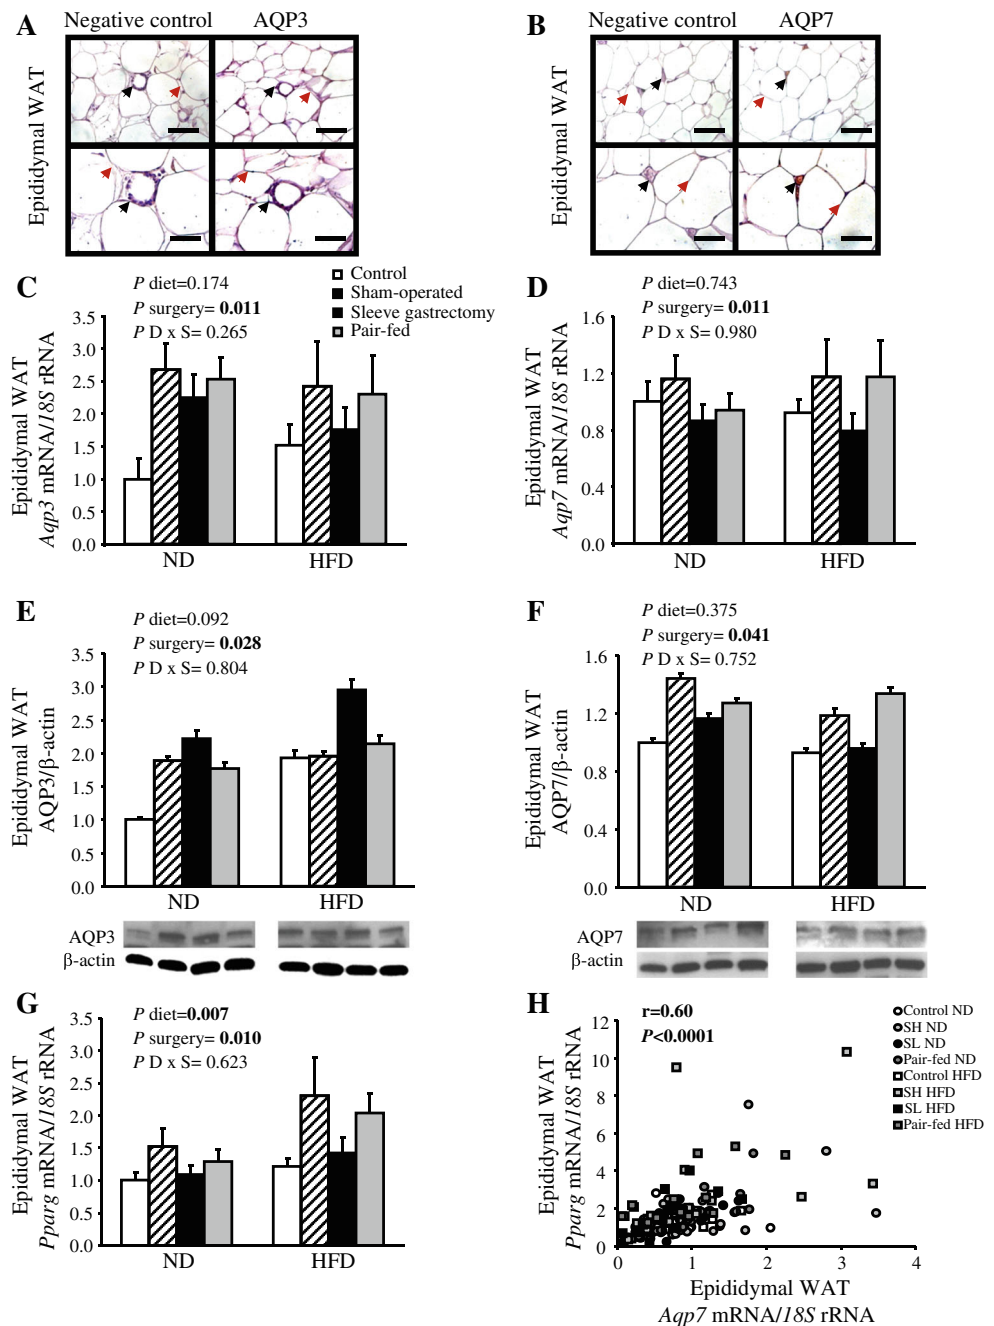 A
Negative control
AQP3
Epididymal WAT
B
Negative control
AQP7
Epididymal WAT
C
P diet=0.174
P surgery= 0.011
P D x S= 0.265
Control
Sham-operated
Sleeve gastrectomy
Pair-fed
Epididymal WAT
Aqp3 mRNA/18S rRNA
3.5
3.0
2.5
2.0
1.5
1.0
0.5
0.0
ND
HFD
D
P diet=0.743
P surgery= 0.011
P D x S= 0.980
Epididymal WAT
Aqp7 mRNA/18S rRNA
1.6
1.2
0.8
0.4
0.0
ND
HFD
E
P diet=0.092
P surgery= 0.028
P D x S= 0.804
Epididymal WAT
AQP3/β-actin
3.5
3.0
2.5
2.0
1.5
1.0
0.5
0.0
ND
HFD
AQP3
β-actin
F
P diet=0.375
P surgery= 0.041
P D x S= 0.752
Epididymal WAT
AQP7/β-actin
1.6
1.2
0.8
0.4
0.0
ND
HFD
AQP7
β-actin
G
P diet=0.007
P surgery= 0.010
P D x S= 0.623
Epididymal WAT
Pparg mRNA/18S rRNA
3.5
3.0
2.5
2.0
1.5
1.0
0.5
0.0
ND
HFD
H
r=0.60
P<0.0001
Control ND
SH ND
SL ND
Pair-fed ND
Control HFD
SH HFD
SL HFD
Pair-fed HFD
Epididymal WAT
Pparg mRNA/18S rRNA
12
10
8
6
4
2
0
0
1
2
3
4
Epididymal WAT
Aqp7 mRNA/18S rRNA